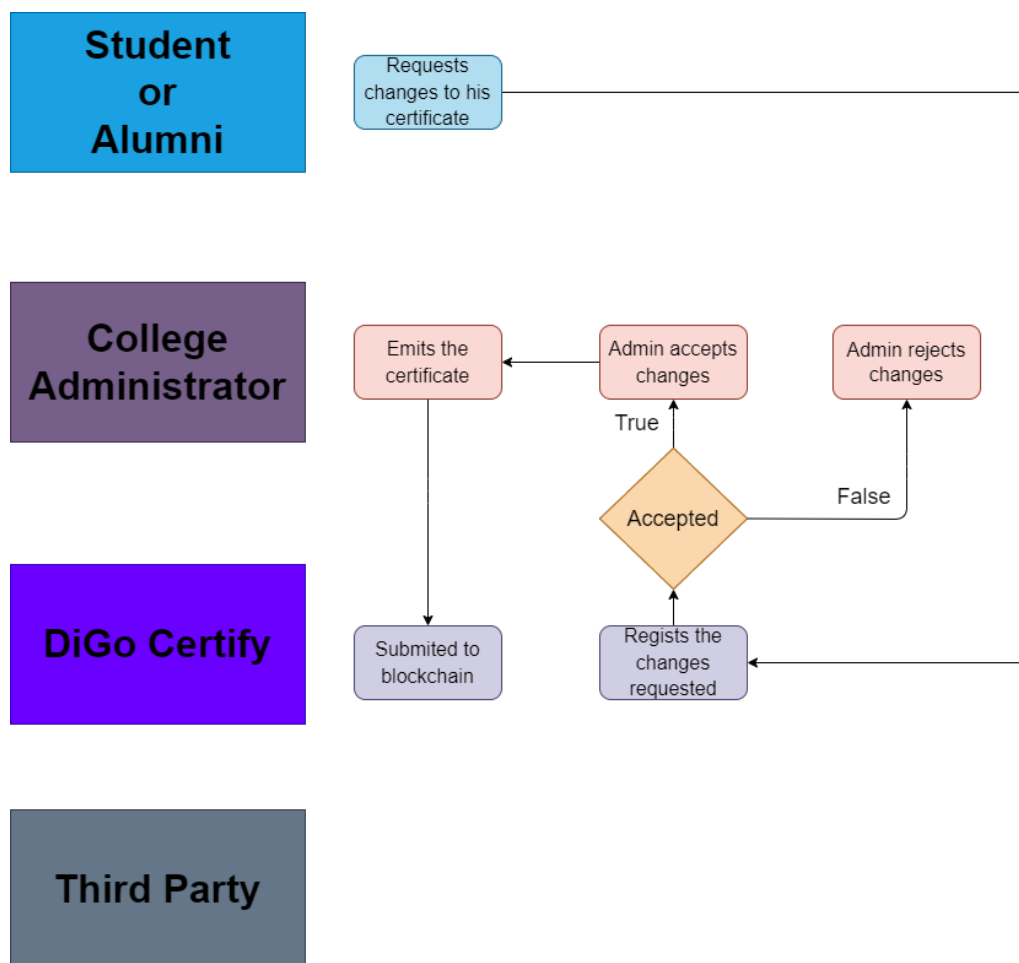 Student
or
Alumni
Requests
changes to his
certificate
College
Administrator
Emits the
certificate
Admin accepts
changes
Admin rejects
changes
True
False
Accepted
DiGo Certify
Submited to
blockchain
Regists the
changes
requested
Third Party